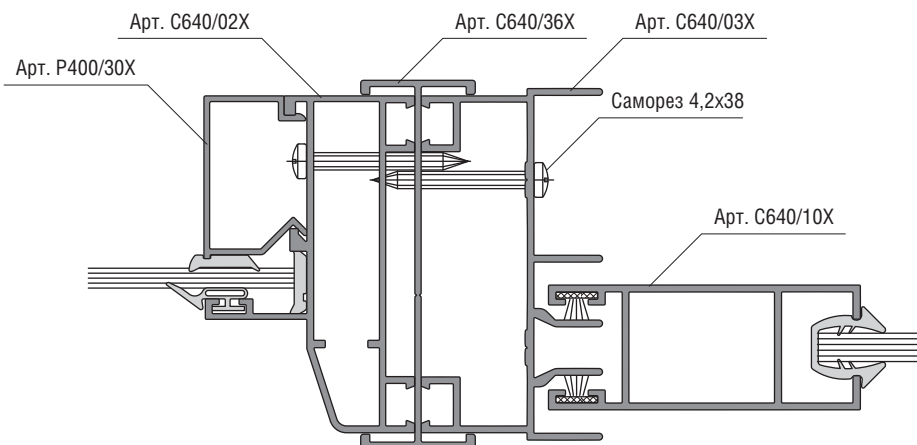 Арт. С640/02Х
Арт. С640/36Х
Арт. С640/03Х
Арт. Р400/30Х
Саморез 4,2х38
Арт. С640/10Х